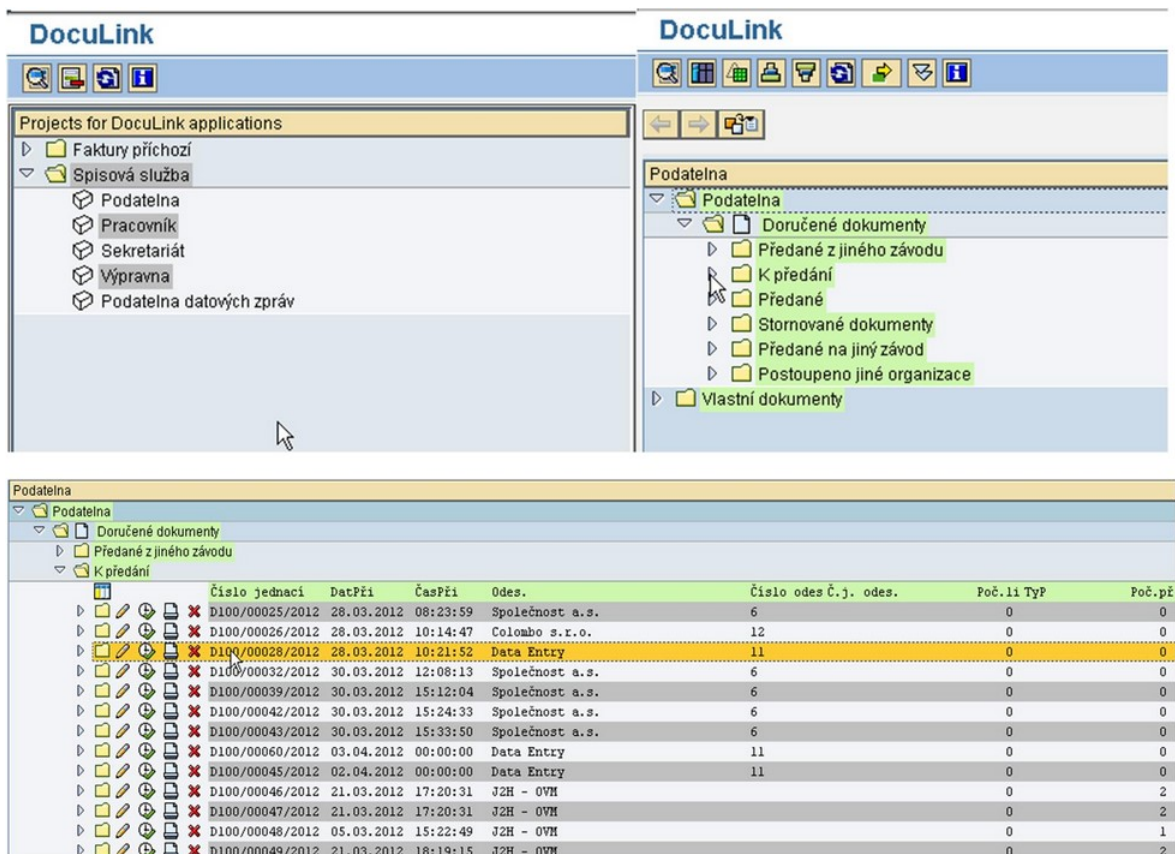 DocuLink
Projects for DocuLink applications
Faktury příchozí
Spisová služba
Podatelna
Pracovník
Sekretariát
Výpravna
Podatelna datových zpráv
DocuLink
Podatelna
Podatelna
Doručené dokumenty
Předané z jiného závodu
K předání
Předané
Stornované dokumenty
Předané na jiný závod
Postoupeno jiné organizace
Vlastní dokumenty
Podatelna
Podatelna
Doručené dokumenty
Předané z jiného závodu
K předání
Číslo jednací DatPři ČasPři Odes. Číslo odes Č.j. odes. Poč.li TyP Poč.př
D100/00025/2012 28.03.2012 08:23:59 Společnost a.s. 6 0 0
D100/00026/2012 28.03.2012 10:14:47 Colombo s.r.o. 12 0 0
D100/00028/2012 28.03.2012 10:21:52 Data Entry 11 0 0
D100/00032/2012 30.03.2012 12:08:13 Společnost a.s. 6 0 0
D100/00039/2012 30.03.2012 15:12:04 Společnost a.s. 6 0 0
D100/00042/2012 30.03.2012 15:24:33 Společnost a.s. 6 0 0
D100/00043/2012 30.03.2012 15:33:50 Společnost a.s. 6 0 0
D100/00060/2012 03.04.2012 00:00:00 Data Entry 11 0 0
D100/00045/2012 02.04.2012 00:00:00 Data Entry 11 0 0
D100/00046/2012 21.03.2012 17:20:31 J2H - OVM 0 2
D100/00047/2012 21.03.2012 17:20:31 J2H - OVM 0 2
D100/00048/2012 05.03.2012 15:22:49 J2H - OVM 0 1
D100/00049/2012 21.03.2012 18:19:15 J2H - OVM 0 2